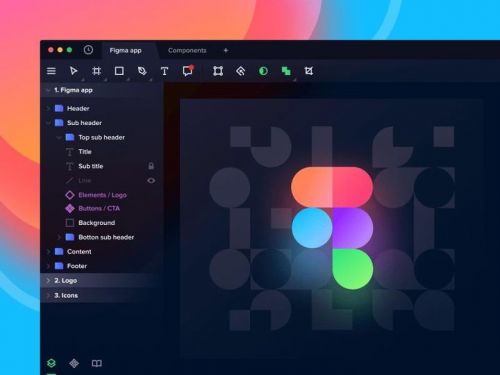 Figma app
Components +
T
1. Figma app
Header
Sub header
Top sub header
T Title
T Sub title
Line
Elements / Logo
Buttons / CTA
Background
Botton sub header
Content
Footer
2. Logo
3. Icons